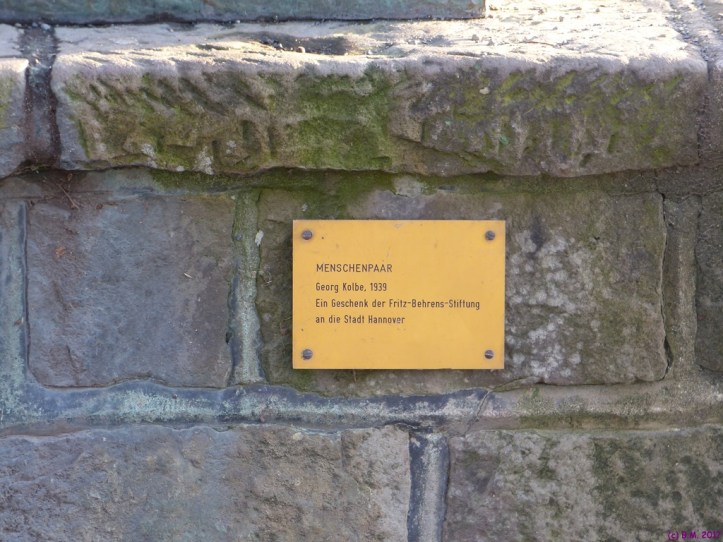 MENSCHENPAAR
Georg Kolbe, 1939
Ein Geschenk der Fritz-Behrens-Stiftung
an die Stadt Hannover